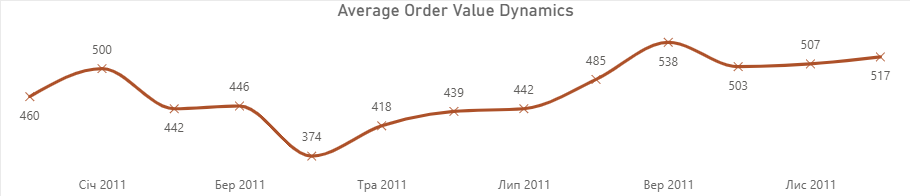 Average Order Value Dynamics
460
500
442
446
374
418
439
442
485
538
503
507
517
Січ 2011
Бер 2011
Тра 2011
Лип 2011
Вер 2011
Лис 2011